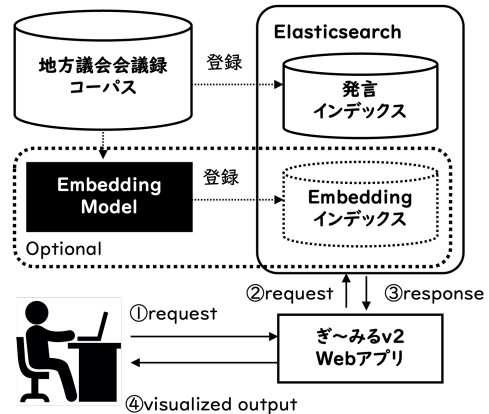 Elasticsearch
地方議会会議録
コーパス
登録
発言
インデックス
Embedding
Model
登録
Embedding
インデックス
Optional
②request
③response
①request
ぎ~みるv2
Webアプリ
④visualized output